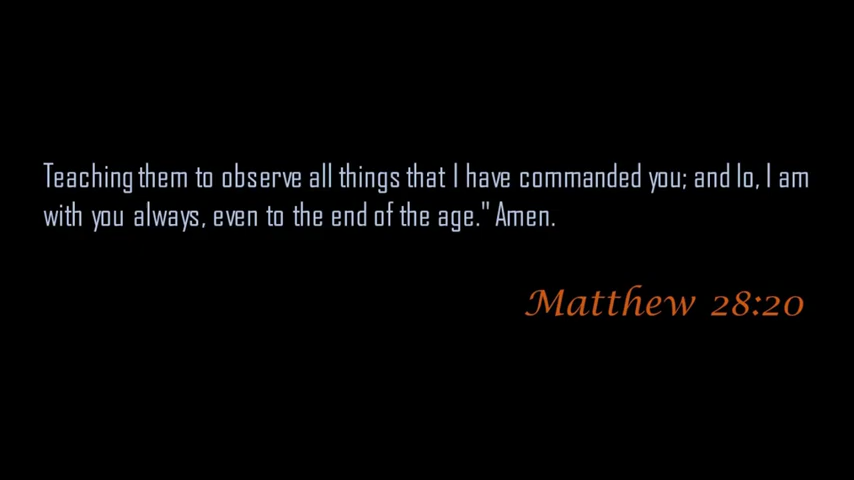 Teaching them to observe all things that I have commanded you; and lo, I am
with you always, even to the end of the age." Amen.
Matthew 28:20